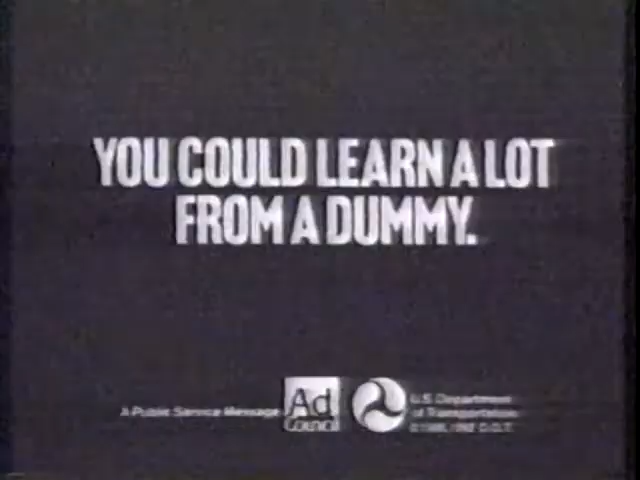 YOU COULD LEARN A LOT
FROM A DUMMY.
A Public Service Message
Ad
Council
U.S. Department
of Transportation